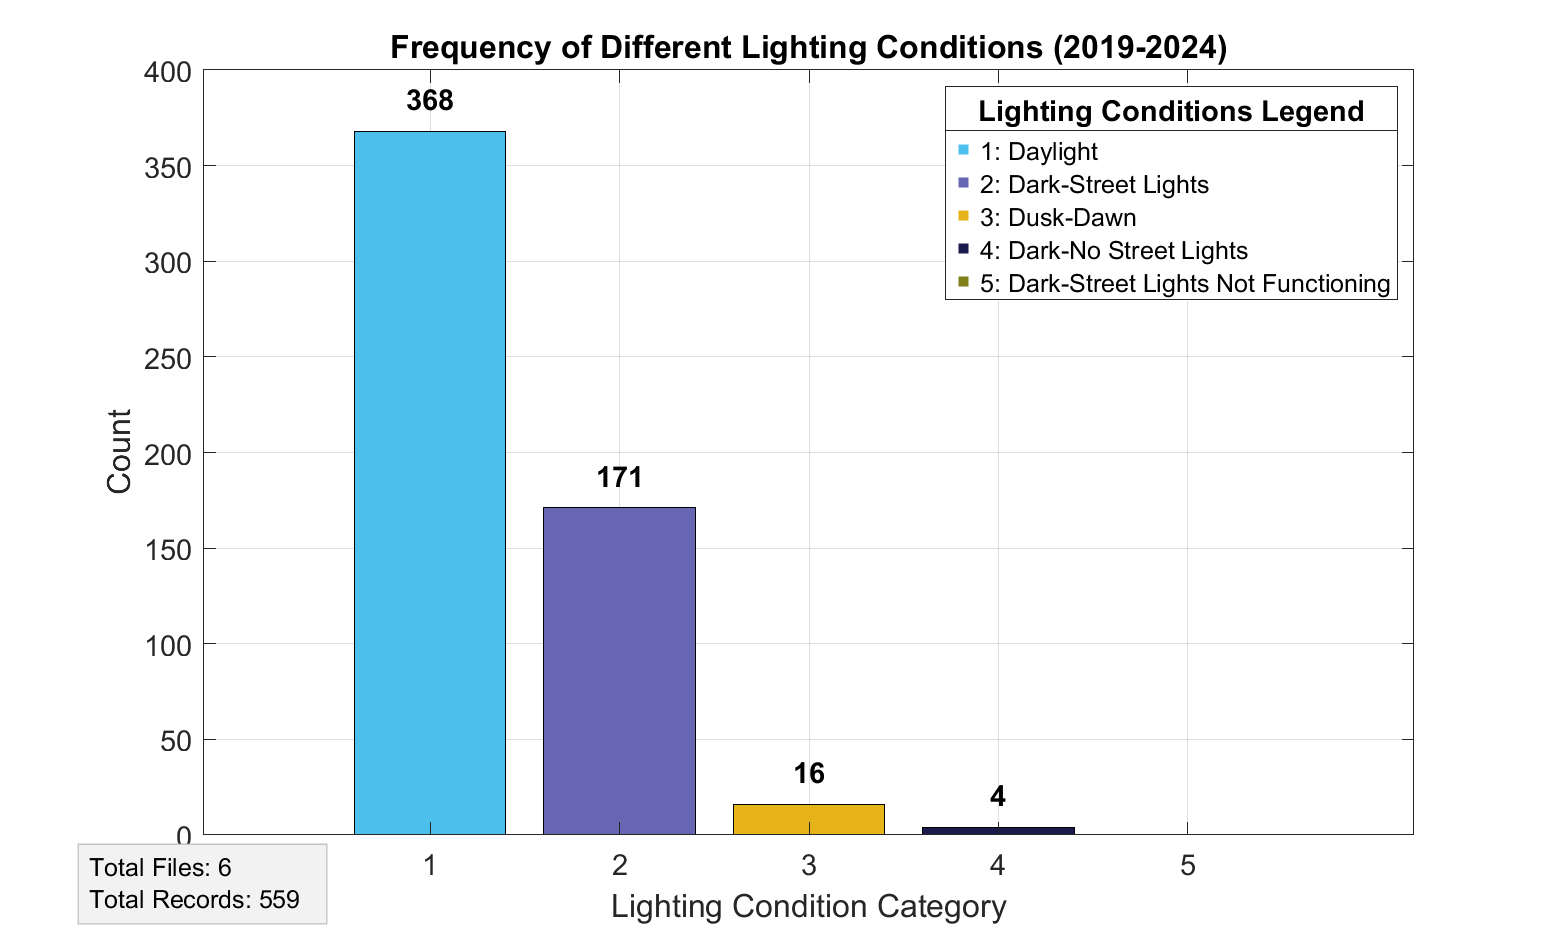 Frequency of Different Lighting Conditions (2019-2024)
400
350
300
250
200
150
100
50
0
Count
368
171
16
4
Lighting Conditions Legend
1: Daylight
2: Dark-Street Lights
3: Dusk-Dawn
4: Dark-No Street Lights
5: Dark-Street Lights Not Functioning
1 2 3 4 5
Lighting Condition Category
Total Files: 6
Total Records: 559